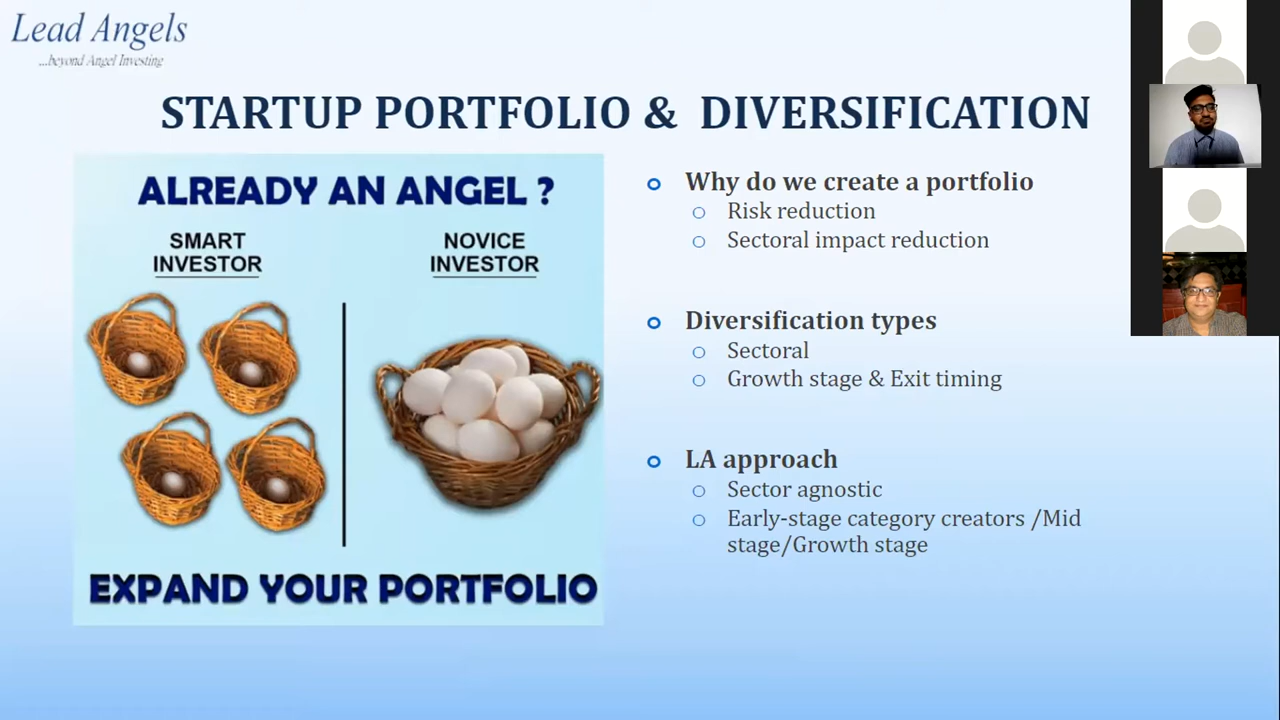 Lead Angels
...beyond Angel Investing
STARTUP PORTFOLIO & DIVERSIFICATION
ALREADY AN ANGEL ?
SMART
INVESTOR
NOVICE
INVESTOR
EXPAND YOUR PORTFOLIO
Why do we create a portfolio
Risk reduction
Sectoral impact reduction
Diversification types
Sectoral
Growth stage & Exit timing
LA approach
Sector agnostic
Early-stage category creators /Mid
stage/Growth stage